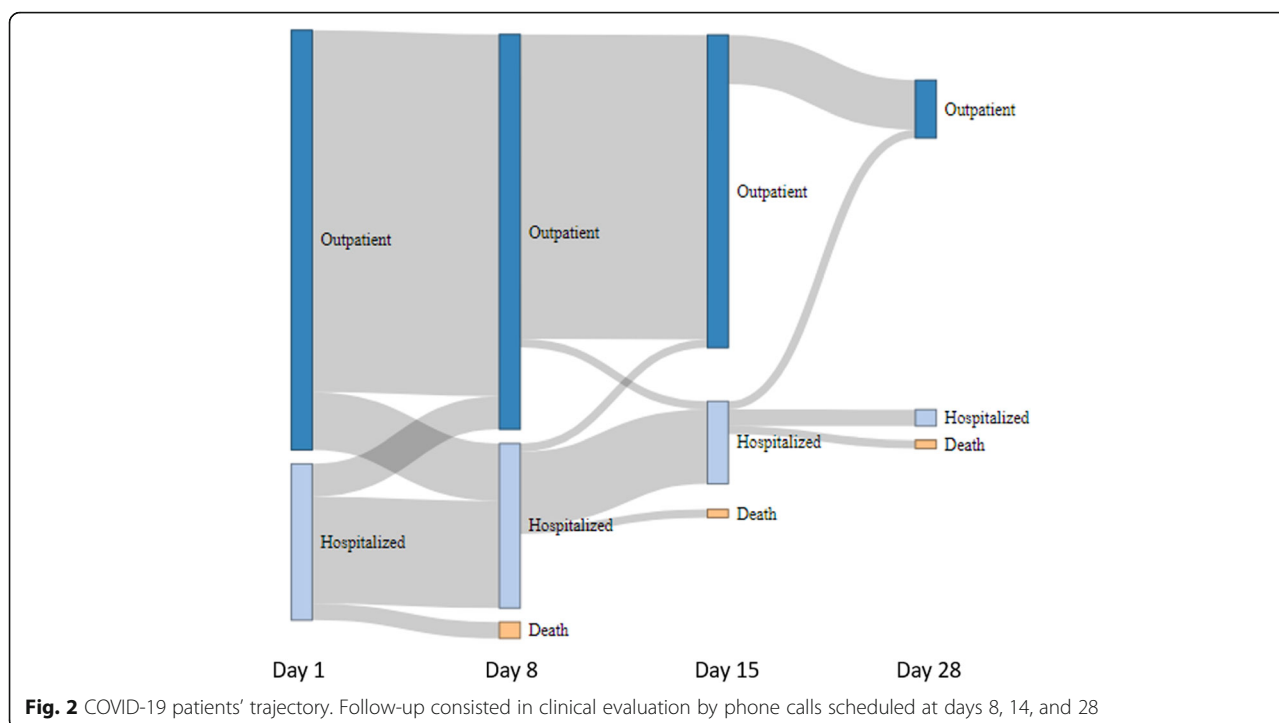 Outpatient
Outpatient
Outpatient
Outpatient
Hospitalized
Hospitalized
Death
Hospitalized
Death
Hospitalized
Hospitalized
Death
Day 1
Day 8
Day 15
Day 28
Fig. 2 COVID-19 patients’ trajectory. Follow-up consisted in clinical evaluation by phone calls scheduled at days 8, 14, and 28